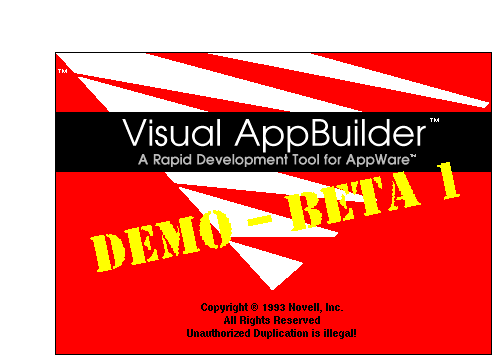 ™
Visual AppBuilder™
A Rapid Development Tool for AppWare™
DEMO - BETA 1
Copyright © 1993 Novell, Inc.
All Rights Reserved
Unauthorized Duplication is illegal!